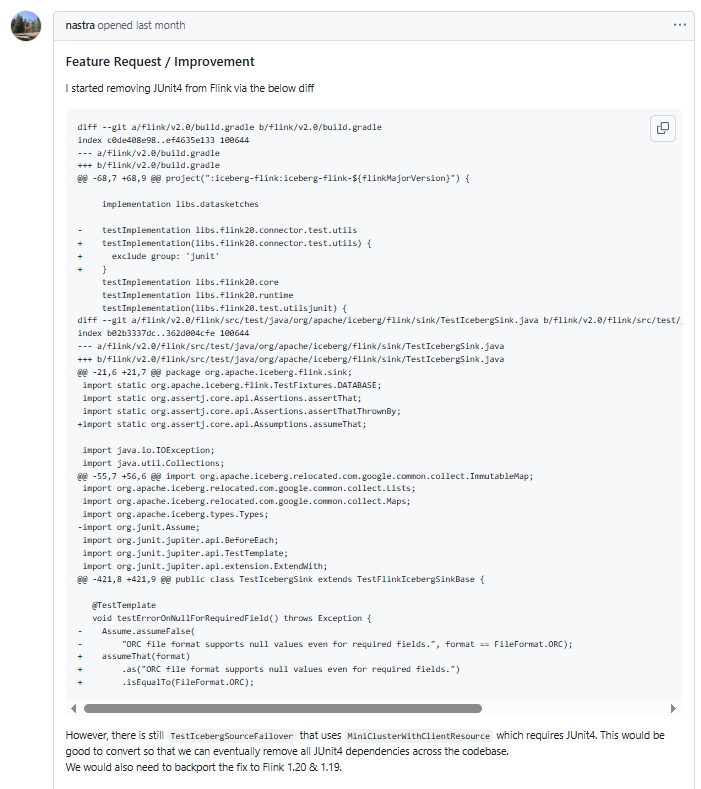 nastra opened last month
Feature Request / Improvement
I started removing JUnit4 from Flink via the below diff
diff --git a/flink/v2.0/build.gradle b/flink/v2.0/build.gradle
index c0de408e98..ef4635e133 100644
--- a/flink/v2.0/build.gradle
+++ b/flink/v2.0/build.gradle
@@ -68,7 +68,9 @@ project(":iceberg-flink:iceberg-flink-${flinkMajorVersion}") {
     implementation libs.datasketches
-    testImplementation libs.flink20.connector.test.utils
+    testImplementation(libs.flink20.connector.test.utils) {
+      exclude group: 'junit'
+    }
     testImplementation libs.flink20.core
     testImplementation libs.flink20.runtime
     testImplementation(libs.flink20.test.utilsjunit) {
diff --git a/flink/v2.0/flink/src/test/java/org/apache/iceberg/flink/sink/TestIcebergSink.java b/flink/v2.0/flink/src/test/
index b02b3337dc..362d004cfe 100644
--- a/flink/v2.0/flink/src/test/java/org/apache/iceberg/flink/sink/TestIcebergSink.java
+++ b/flink/v2.0/flink/src/test/java/org/apache/iceberg/flink/sink/TestIcebergSink.java
@@ -21,6 +21,7 @@ package org.apache.iceberg.flink.sink;
 import static org.apache.iceberg.flink.TestFixtures.DATABASE;
 import static org.assertj.core.api.Assertions.assertThat;
 import static org.assertj.core.api.Assertions.assertThatThrownBy;
+import static org.assertj.core.api.Assumptions.assumeThat;
 import java.io.IOException;
 import java.util.Collections;
@@ -55,7 +56,6 @@ import org.apache.iceberg.relocated.com.google.common.collect.ImmutableMap;
 import org.apache.iceberg.relocated.com.google.common.collect.Lists;
 import org.apache.iceberg.relocated.com.google.common.collect.Maps;
 import org.apache.iceberg.types.Types;
-import org.junit.Assume;
 import org.junit.jupiter.api.BeforeEach;
 import org.junit.jupiter.api.TestTemplate;
 import org.junit.jupiter.api.extension.ExtendWith;
@@ -421,8 +421,9 @@ public class TestIcebergSink extends TestFlinkIcebergSinkBase {
   @TestTemplate
   void testErrorOnNullForRequiredField() throws Exception {
-    Assume.assumeFalse(
-        "ORC file format supports null values even for required fields.", format == FileFormat.ORC);
+    assumeThat(format)
+        .as("ORC file format supports null values even for required fields.")
+        .isEqualTo(FileFormat.ORC);
However, there is still TestIcebergSourceFailover that uses MiniClusterWithClientResource which requires JUnit4. This would be
good to convert so that we can eventually remove all JUnit4 dependencies across the codebase.
We would also need to backport the fix to Flink 1.20 & 1.19.